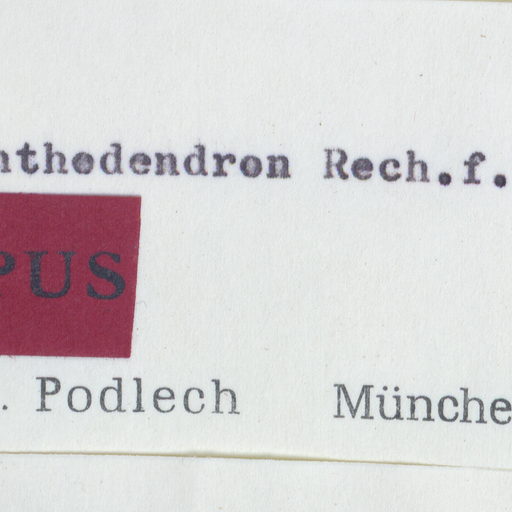 nthodendron Rech.f.
PUS
. Podlech Münche